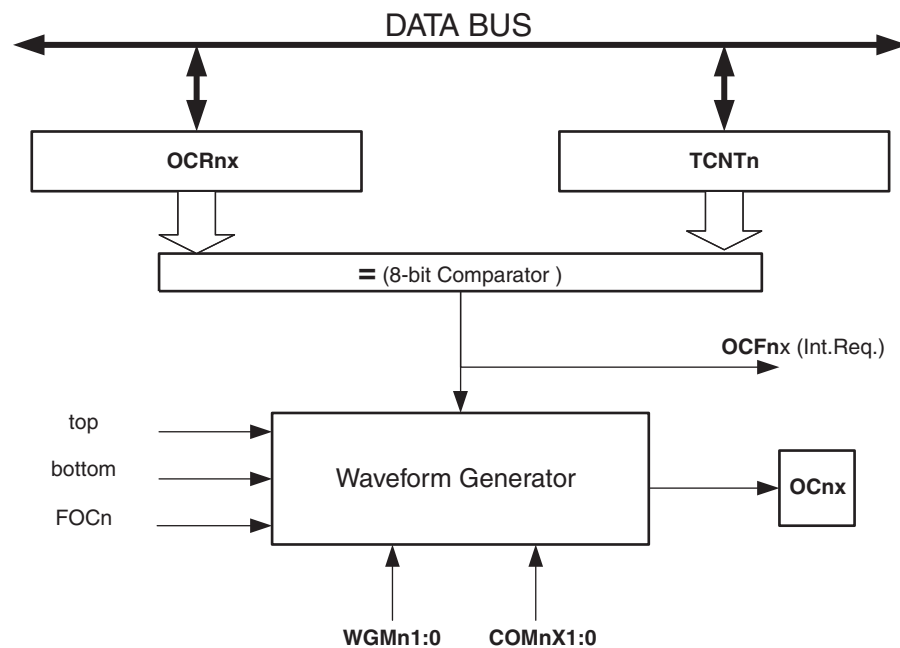 DATA BUS
OCRnx
TCNTn
= (8-bit Comparator )
OCFnx (Int.Req.)
top
bottom
FOCn
Waveform Generator
OCnx
WGMn1:0
COMnX1:0